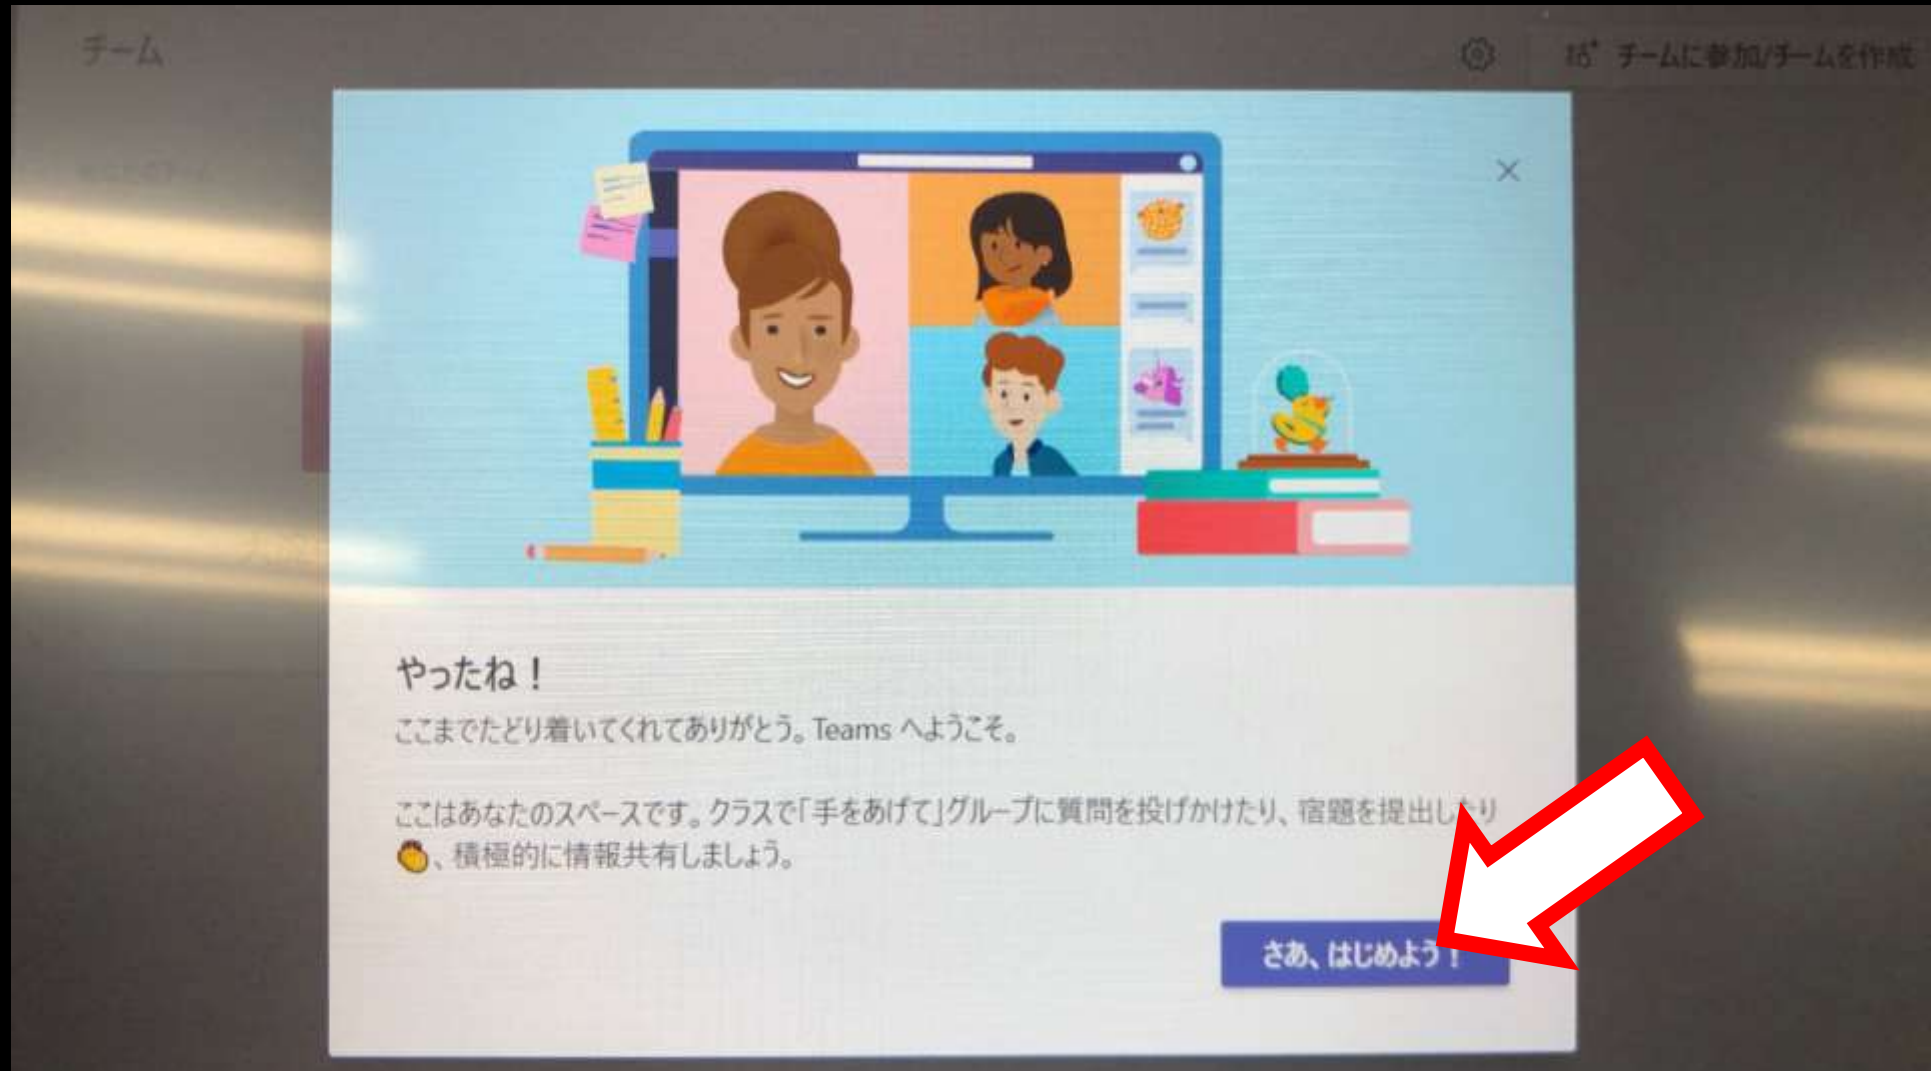 チーム
チームに参加/チームを作成
やったね！
ここまでたどり着いてくれてありがとう。Teams へようこそ。
ここはあなたのスペースです。クラスで「手をあげて」グループに質問を投げかけたり、宿題を提出したり
👏、積極的に情報共有しましょう。
さあ、はじめよう！